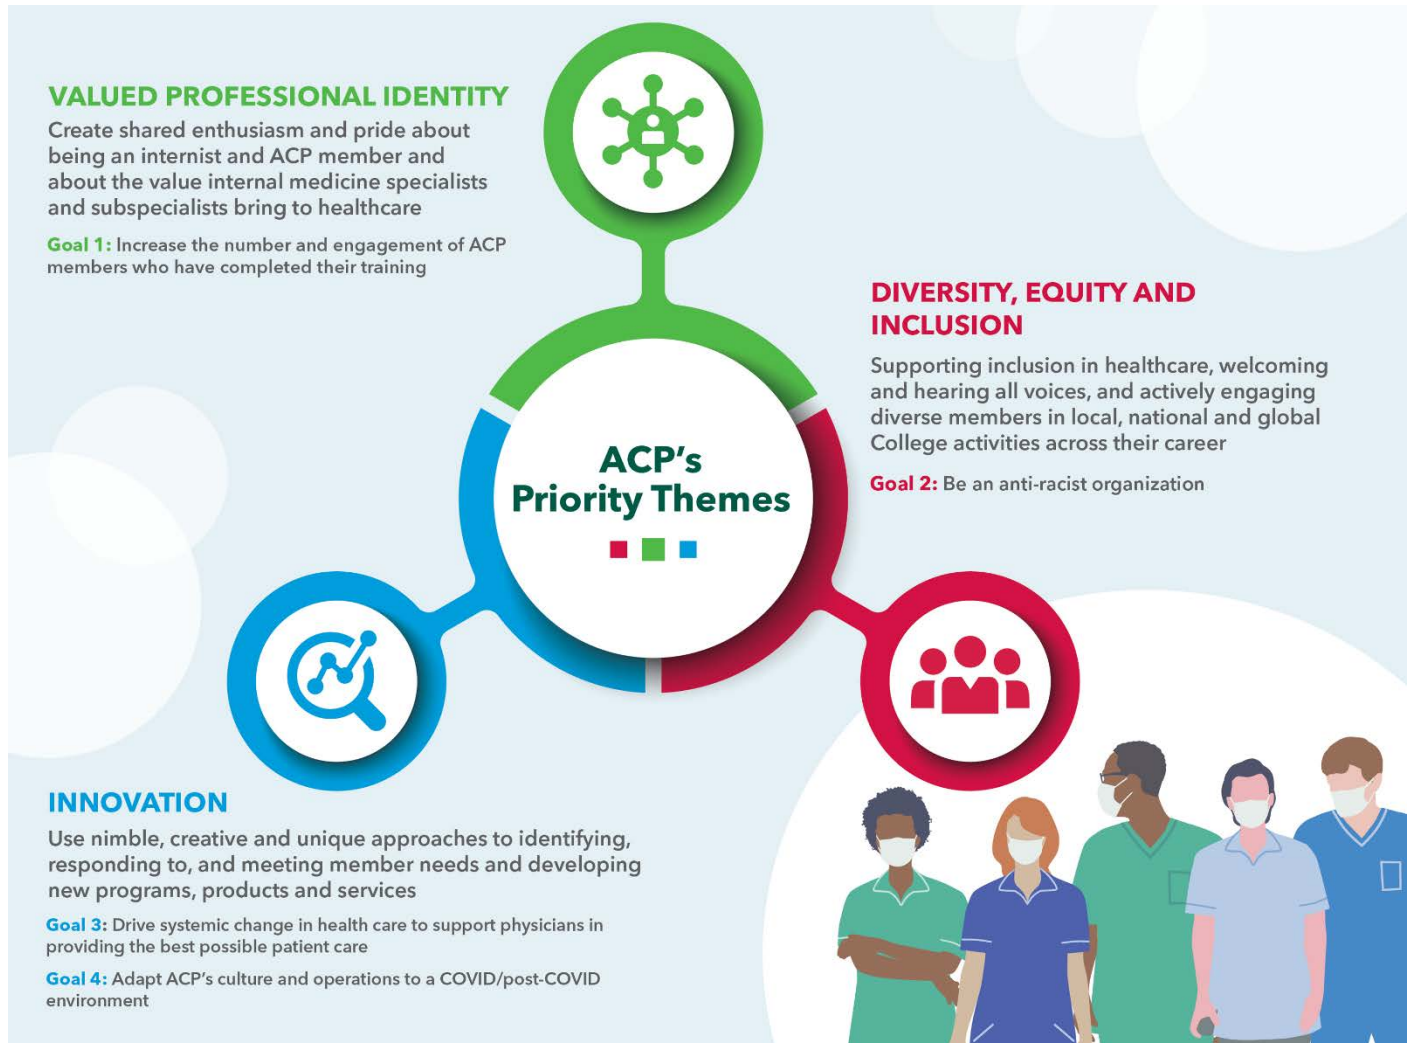 VALUED PROFESSIONAL IDENTITY
Create shared enthusiasm and pride about
being an internist and ACP member and
about the value internal medicine specialists
and subspecialists bring to healthcare
Goal 1: Increase the number and engagement of ACP
members who have completed their training
DIVERSITY, EQUITY AND
INCLUSION
Supporting inclusion in healthcare, welcoming
and hearing all voices, and actively engaging
diverse members in local, national and global
College activities across their career
Goal 2: Be an anti-racist organization
ACP's
Priority Themes
INNOVATION
Use nimble, creative and unique approaches to identifying,
responding to, and meeting member needs and developing
new programs, products and services
Goal 3: Drive systemic change in health care to support physicians in
providing the best possible patient care
Goal 4: Adapt ACP's culture and operations to a COVID/post-COVID
environment